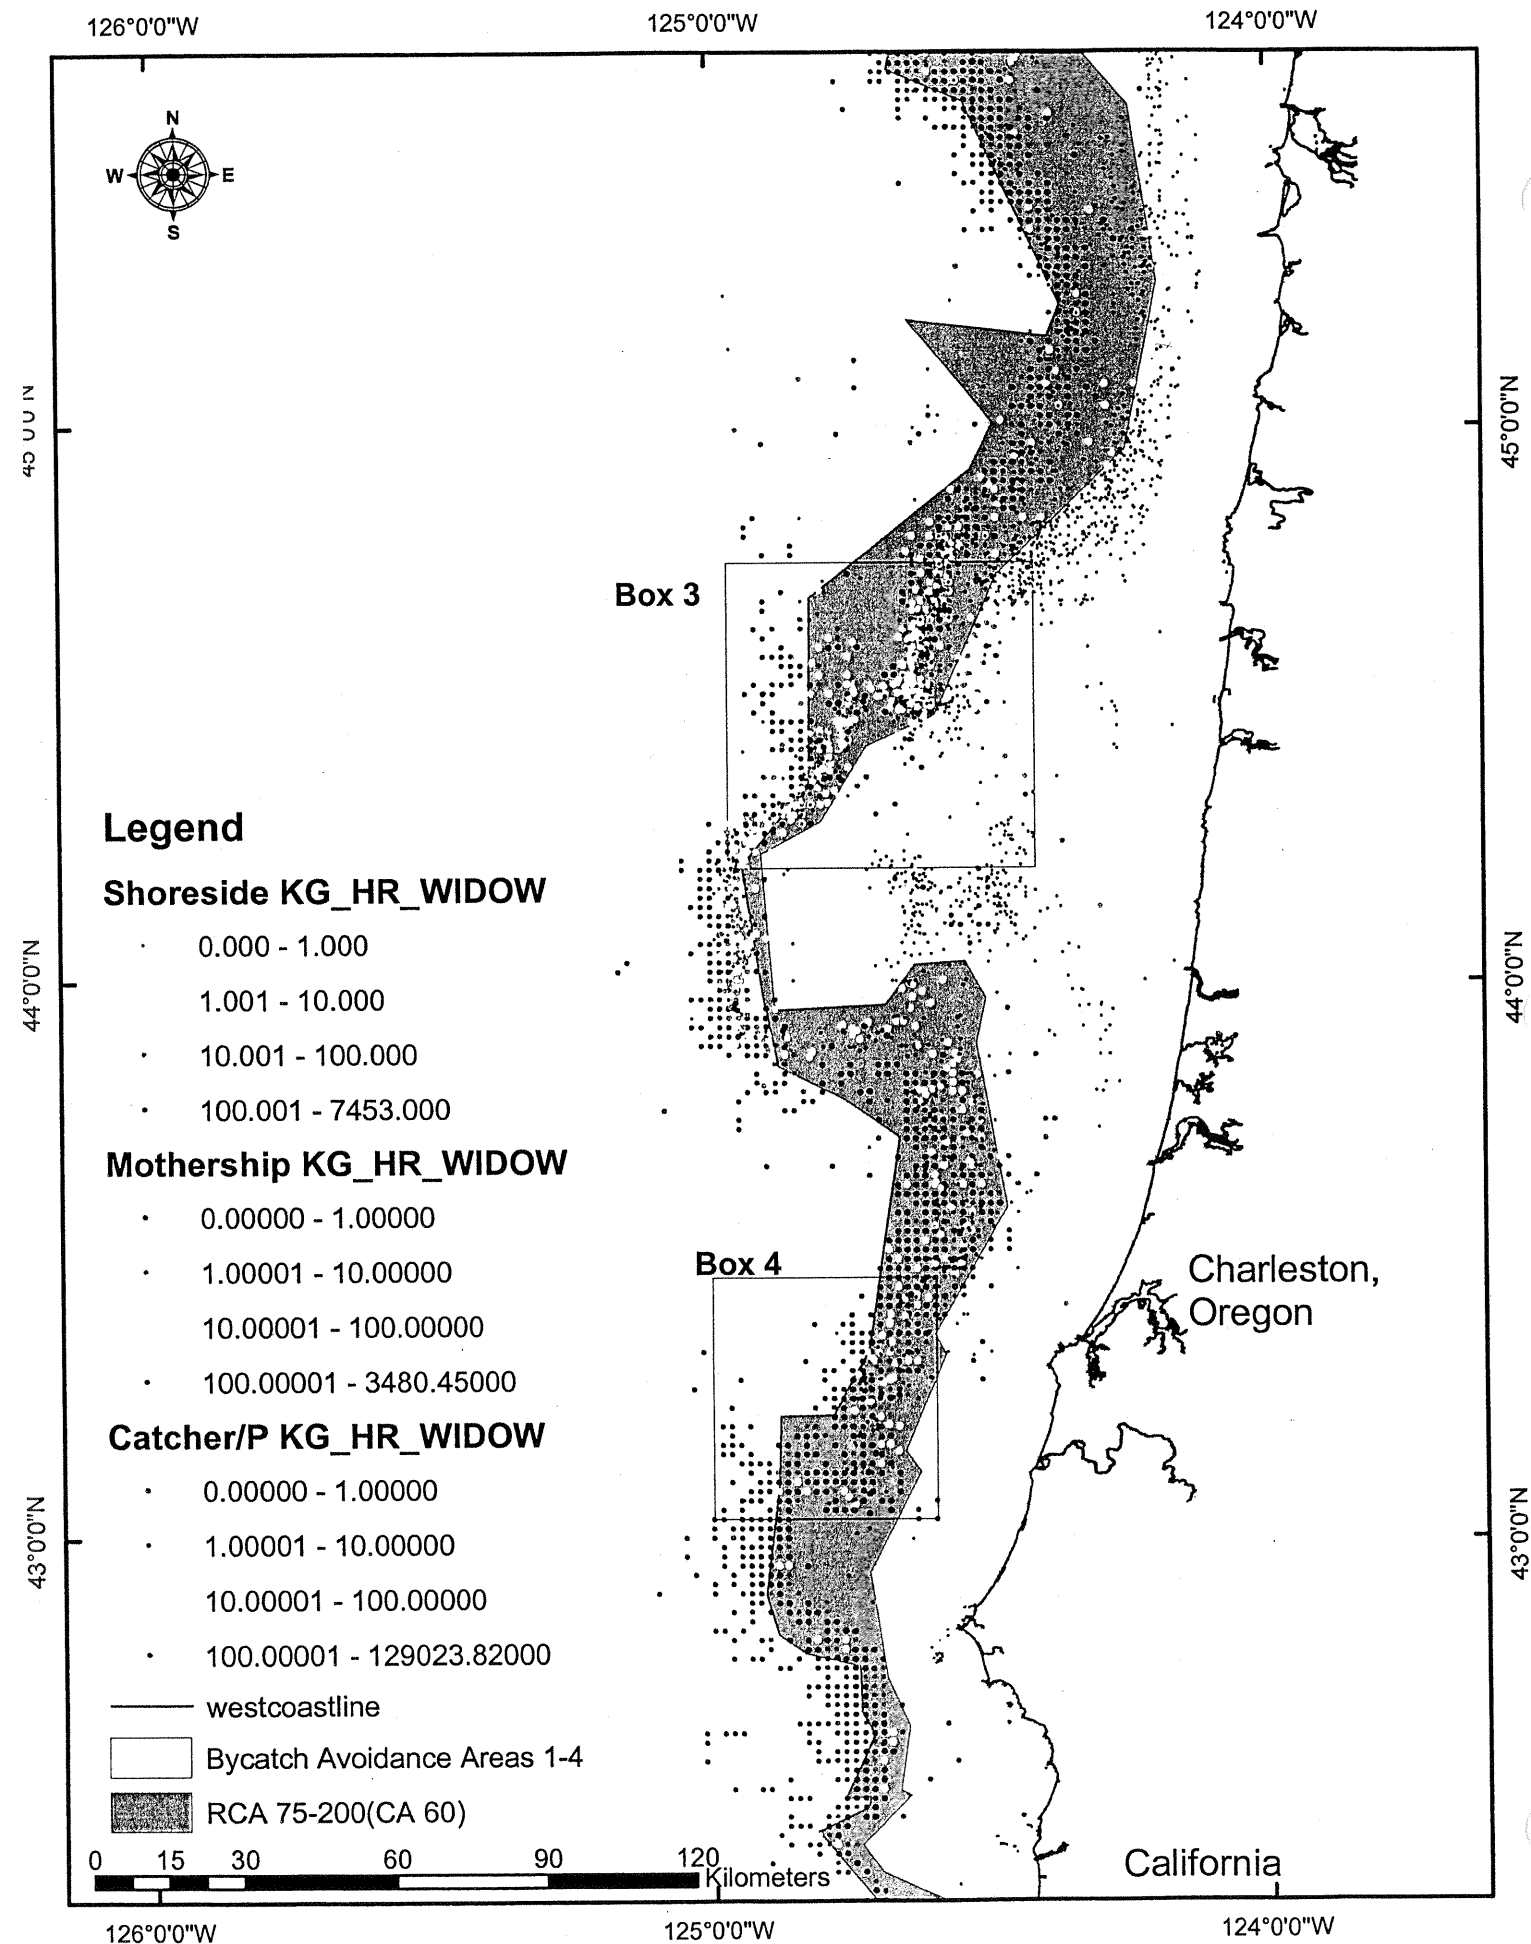 126°0'0"W 125°0'0"W 124°0'0"W
N
W E
S
45°0'0"N
Box 3
Legend
Shoreside KG_HR_WIDOW
0.000 - 1.000
1.001 - 10.000
10.001 - 100.000
100.001 - 7453.000
44°0'0"N 44°0'0"N
Mothership KG_HR_WIDOW
0.00000 - 1.00000
1.00001 - 10.00000
10.00001 - 100.00000
100.00001 - 3480.45000
Box 4
Charleston,
Oregon
Catcher/P KG_HR_WIDOW
0.00000 - 1.00000
1.00001 - 10.00000
10.00001 - 100.00000
100.00001 - 129023.82000
43°0'0"N 43°0'0"N
westcoastline
Bycatch Avoidance Areas 1-4
RCA 75-200(CA 60)
0 15 30 60 90 120
Kilometers
California
126°0'0"W 125°0'0"W 124°0'0"W